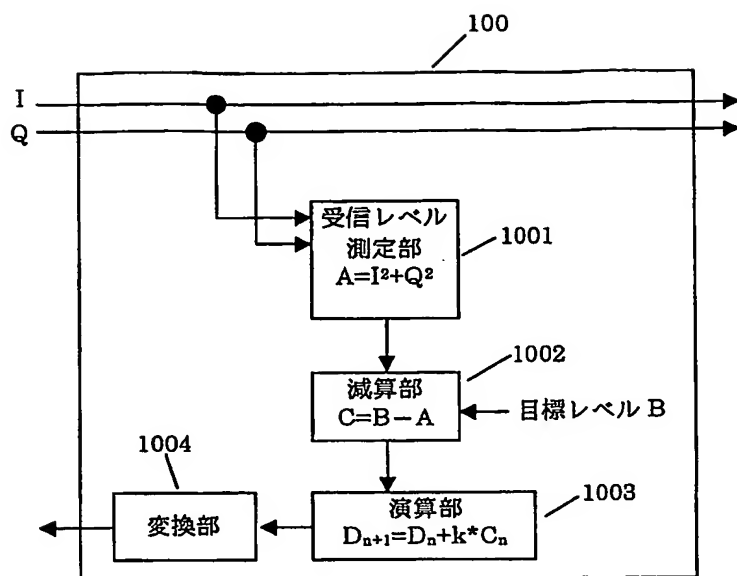 100
I
Q
受信レベル
測定部
A=I²+Q²
1001
1002
減算部
C=B－A
目標レベル B
1004
変換部
演算部
Dₙ₊₁=Dₙ+k*Cₙ
1003